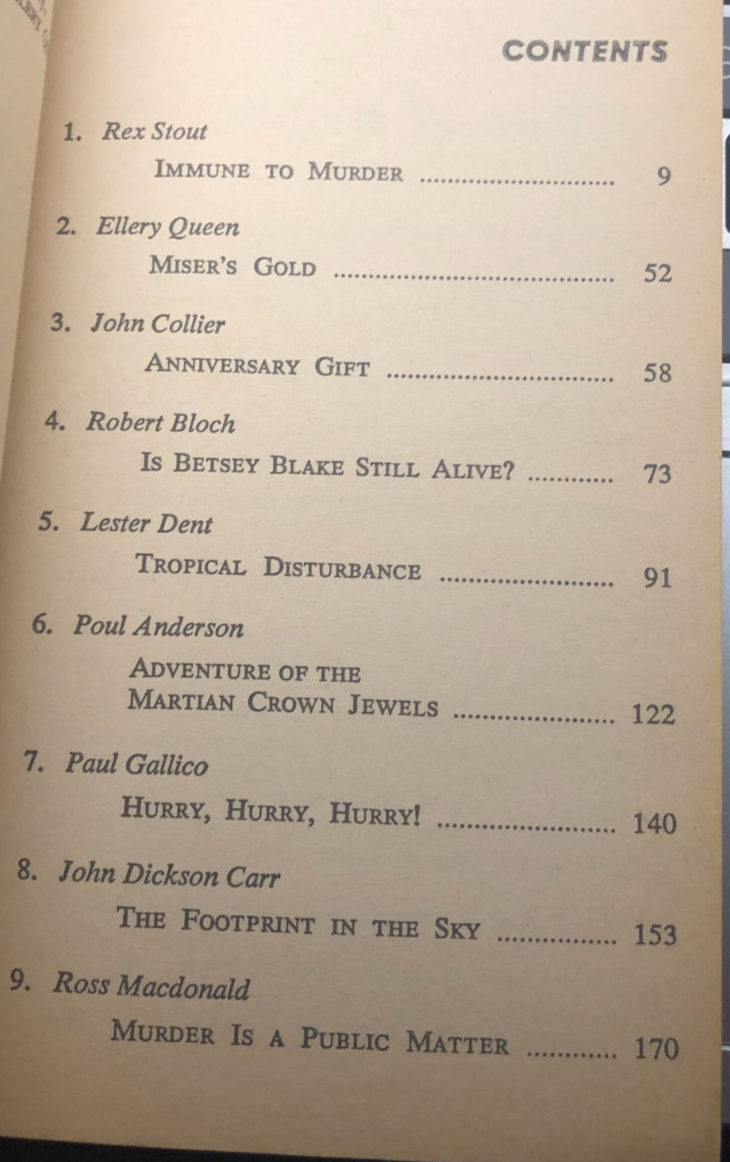 CONTENTS
1. Rex Stout
IMMUNE TO MURDER ............................ 9
2. Ellery Queen
MISER'S GOLD ........................................ 52
3. John Collier
ANNIVERSARY GIFT ................................. 58
4. Robert Bloch
IS BETSEY BLAKE STILL ALIVE? ............ 73
5. Lester Dent
TROPICAL DISTURBANCE ......................... 91
6. Poul Anderson
ADVENTURE OF THE
MARTIAN CROWN JEWELS ....................... 122
7. Paul Gallico
HURRY, HURRY, HURRY! .......................... 140
8. John Dickson Carr
THE FOOTPRINT IN THE SKY ................. 153
9. Ross Macdonald
MURDER IS A PUBLIC MATTER ............ 170